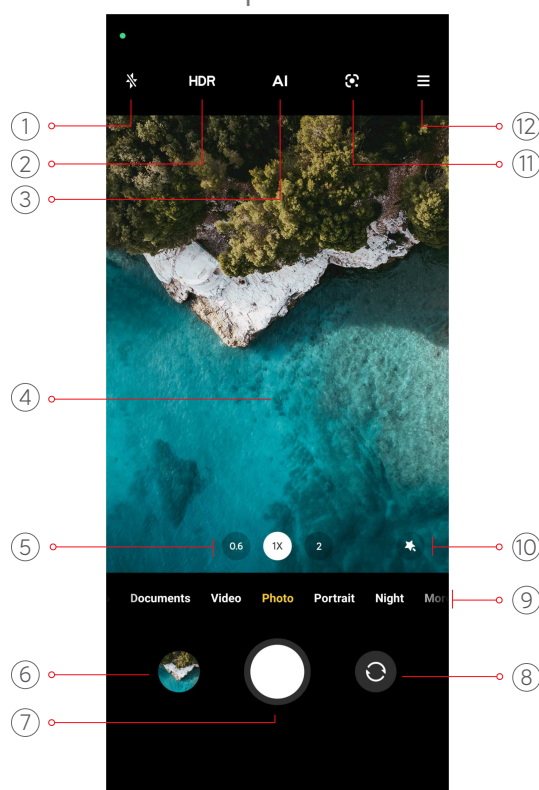 HDR AI
① ⑫
② ⑪
③
④
⑤ 0.6 1X 2 ⑩
Documents Video Photo Portrait Night Mor ⑨
⑥ ⑧
⑦